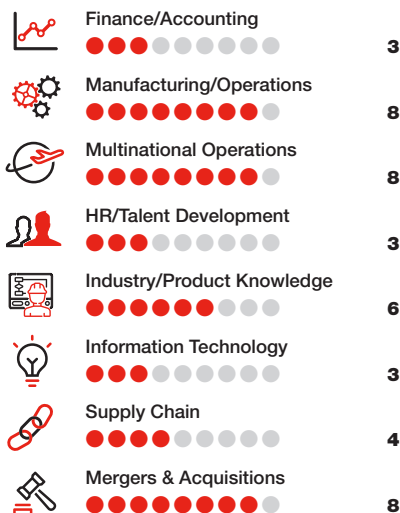 Finance/Accounting
3
Manufacturing/Operations
8
Multinational Operations
8
HR/Talent Development
3
Industry/Product Knowledge
6
Information Technology
3
Supply Chain
4
Mergers & Acquisitions
8